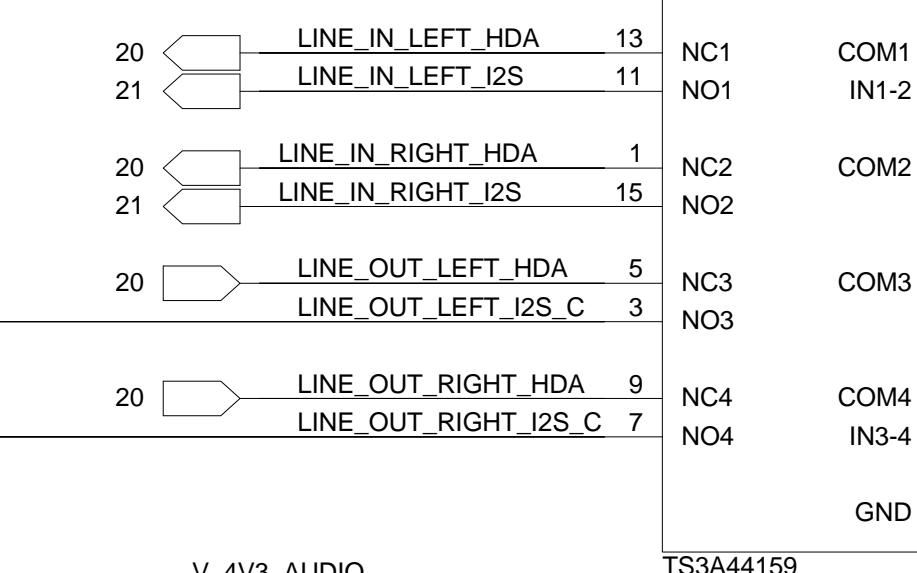 20 LINE_IN_LEFT_HDA 13 NC1 COM1
21 LINE_IN_LEFT_I2S 11 NO1 IN1-2
20 LINE_IN_RIGHT_HDA 1 NC2 COM2
21 LINE_IN_RIGHT_I2S 15 NO2
20 LINE_OUT_LEFT_HDA 5 NC3 COM3
LINE_OUT_LEFT_I2S_C 3 NO3
20 LINE_OUT_RIGHT_HDA 9 NC4 COM4
LINE_OUT_RIGHT_I2S_C 7 NO4 IN3-4
GND
V_4V3_AUDIO TS3A44159